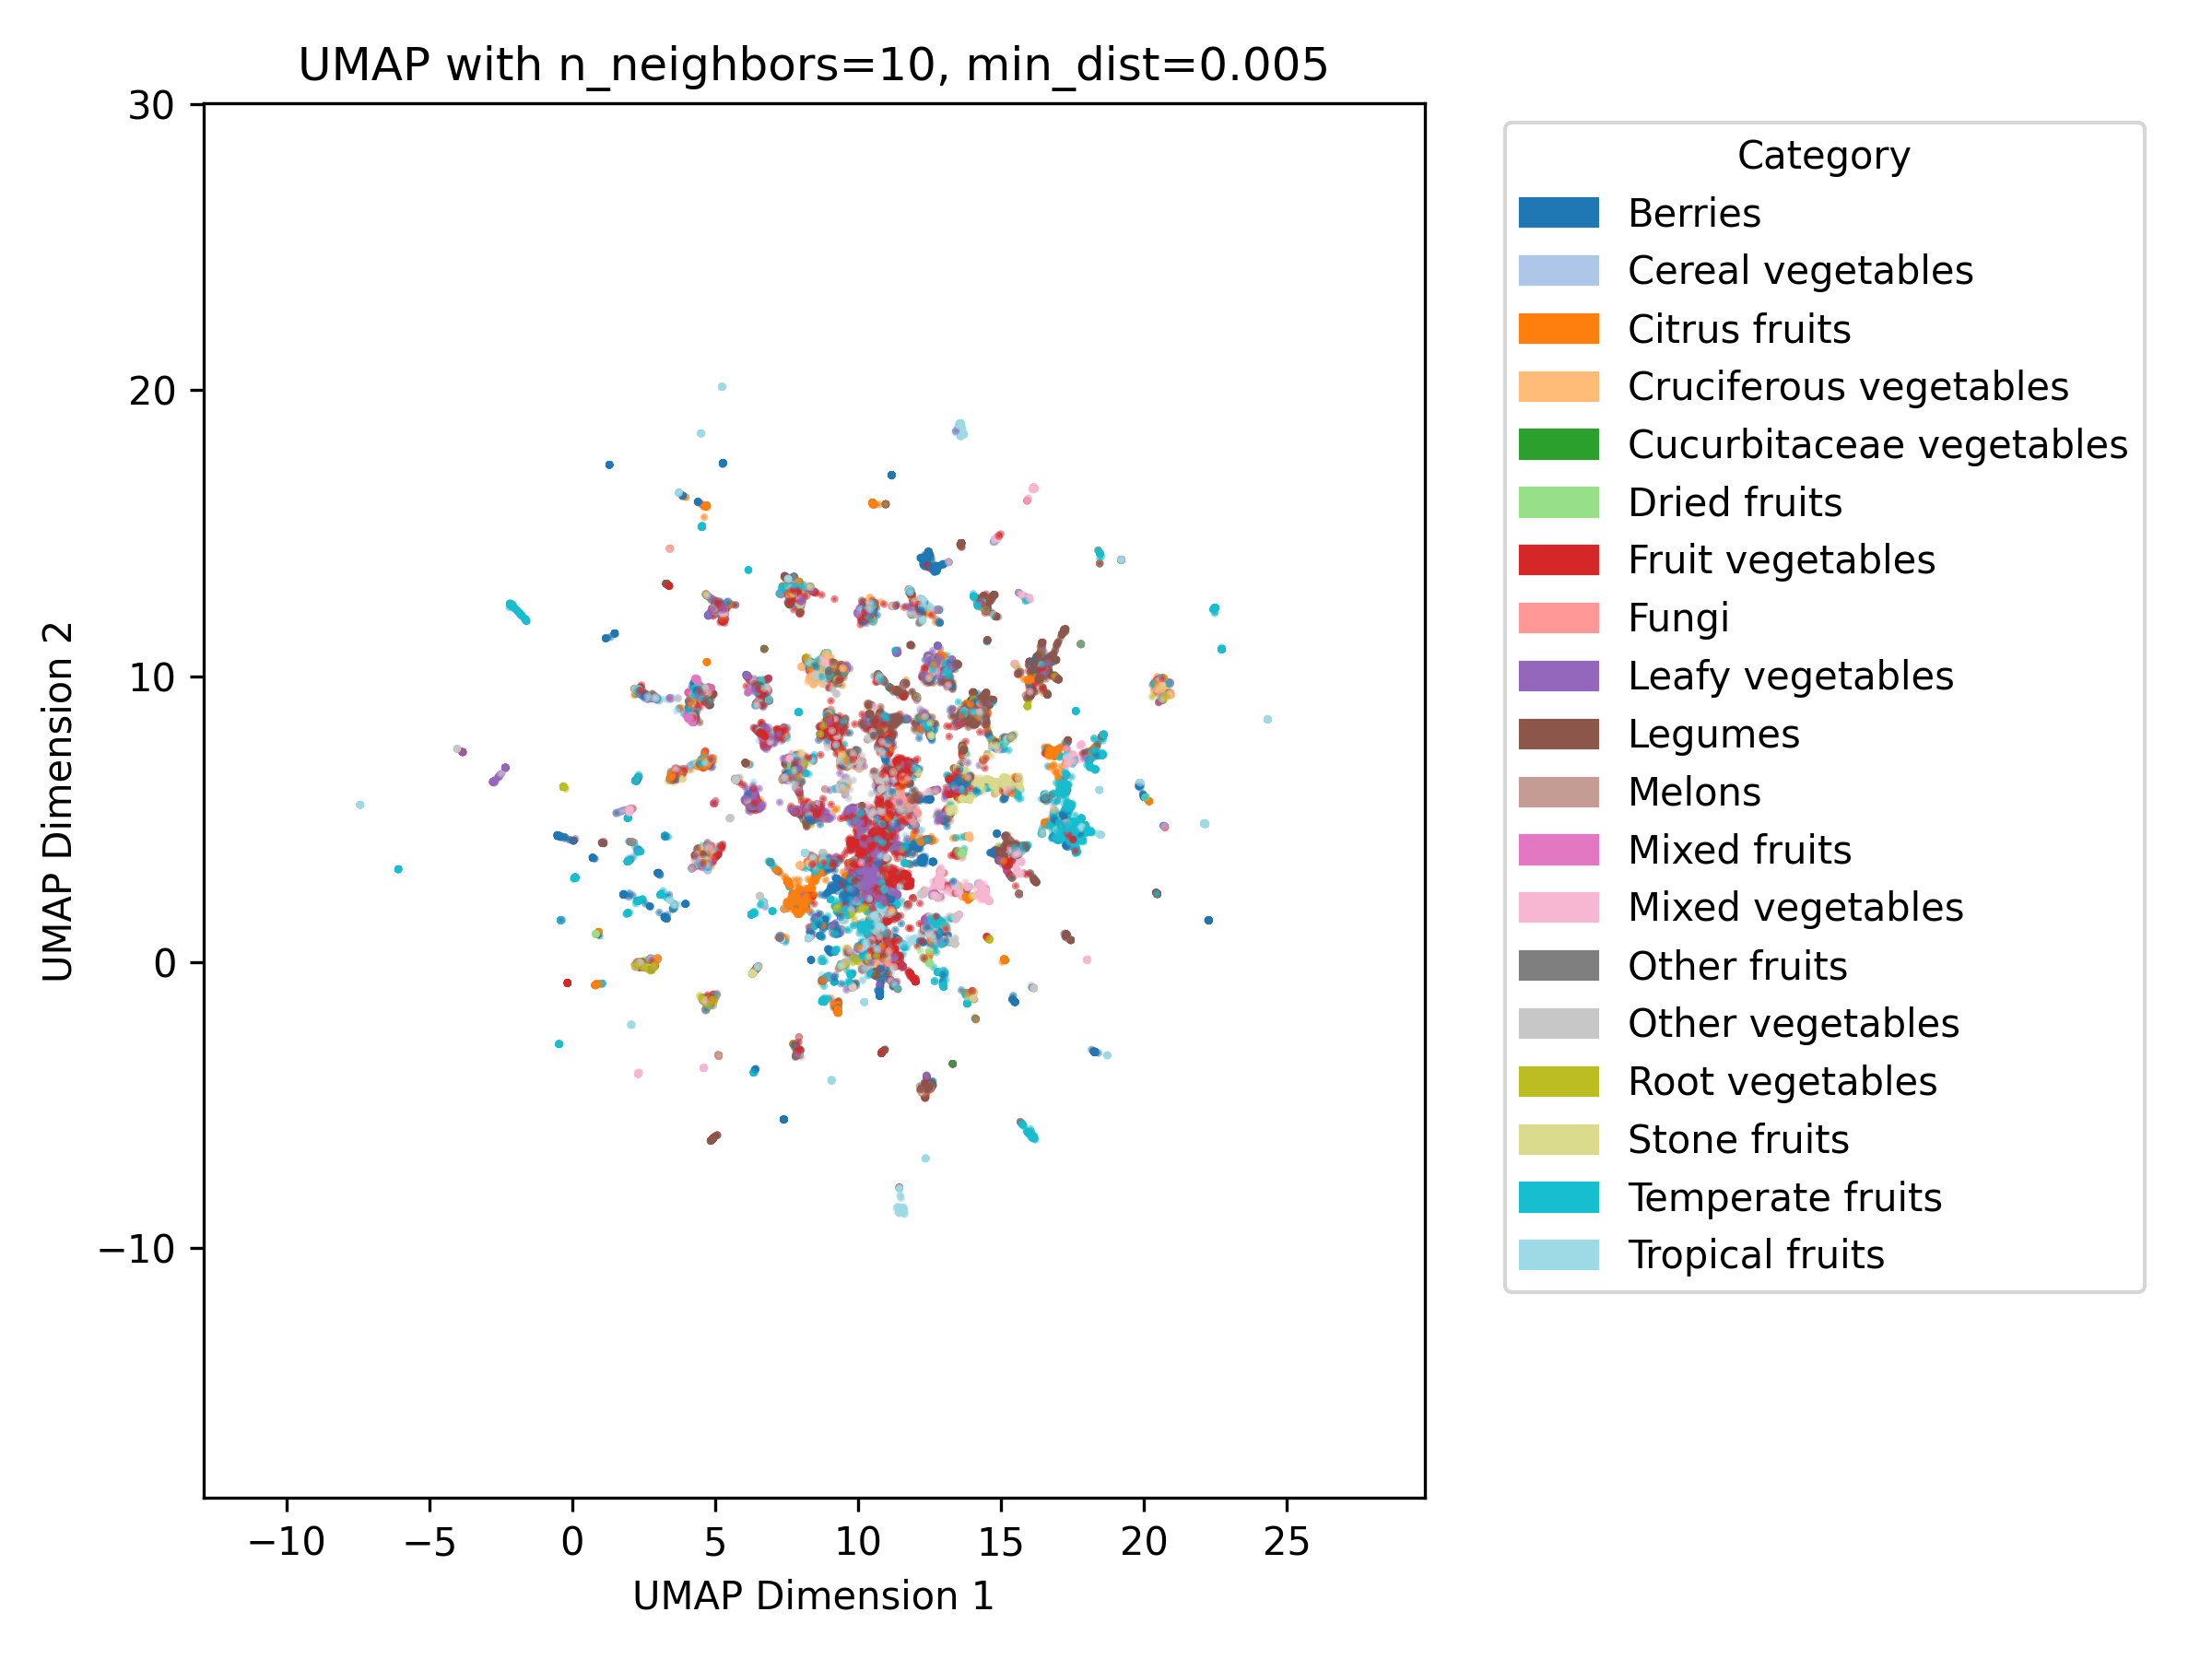 UMAP with n_neighbors=10, min_dist=0.005
30
20
10
0
−10
UMAP Dimension 2
−10 −5 0 5 10 15 20 25
UMAP Dimension 1
Category
Berries
Cereal vegetables
Citrus fruits
Cruciferous vegetables
Cucurbitaceae vegetables
Dried fruits
Fruit vegetables
Fungi
Leafy vegetables
Legumes
Melons
Mixed fruits
Mixed vegetables
Other fruits
Other vegetables
Root vegetables
Stone fruits
Temperate fruits
Tropical fruits